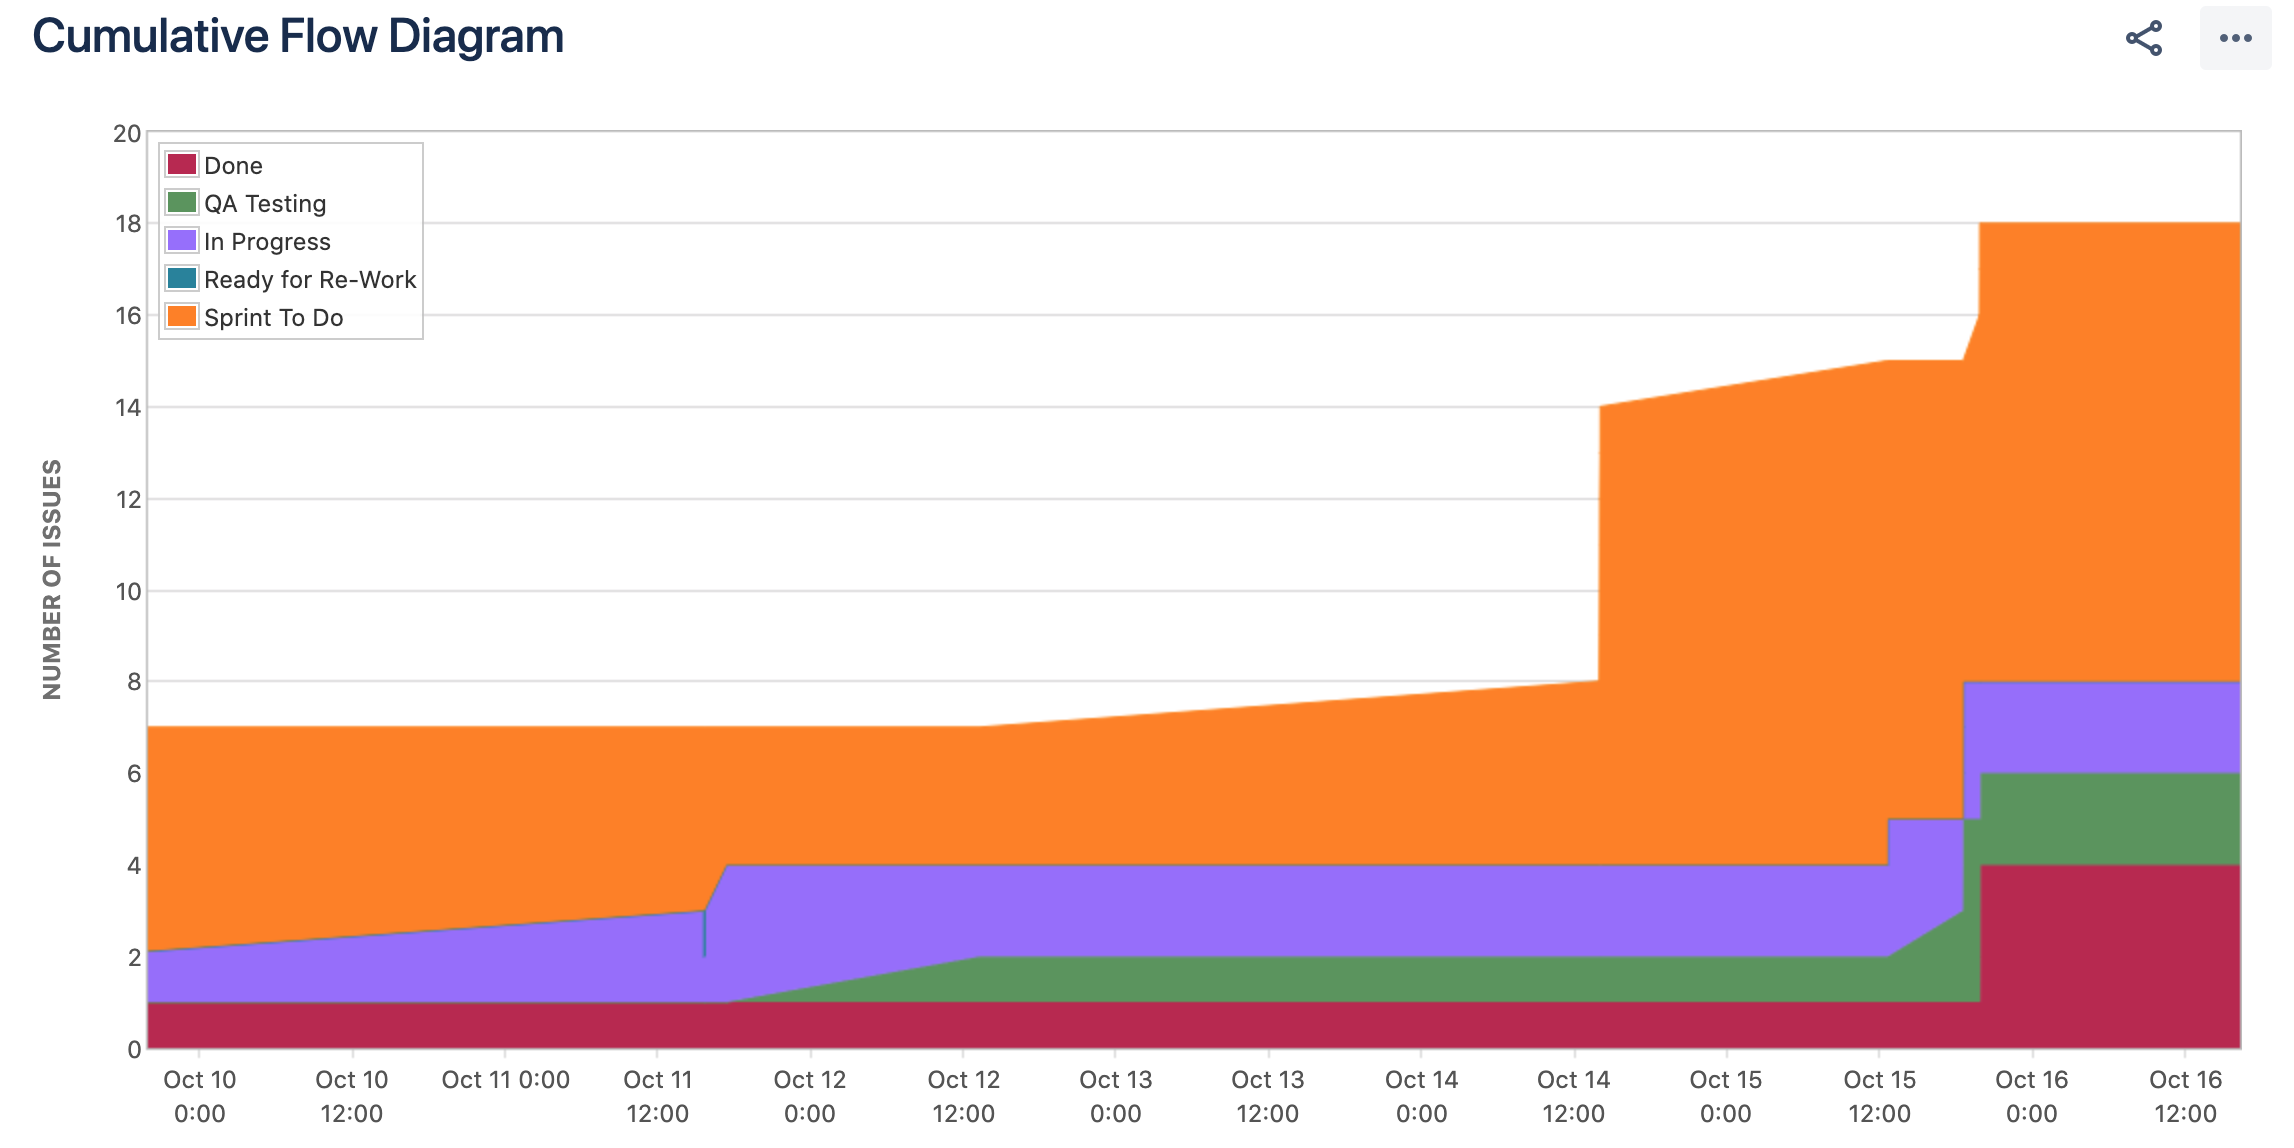 Cumulative Flow Diagram
20
18
16
14
12
10
8
6
4
2
0
NUMBER OF ISSUES
Done
QA Testing
In Progress
Ready for Re-Work
Sprint To Do
Oct 10
0:00
Oct 10
12:00
Oct 11 0:00
Oct 11
12:00
Oct 12
0:00
Oct 12
12:00
Oct 13
0:00
Oct 13
12:00
Oct 14
0:00
Oct 14
12:00
Oct 15
0:00
Oct 15
12:00
Oct 16
0:00
Oct 16
12:00